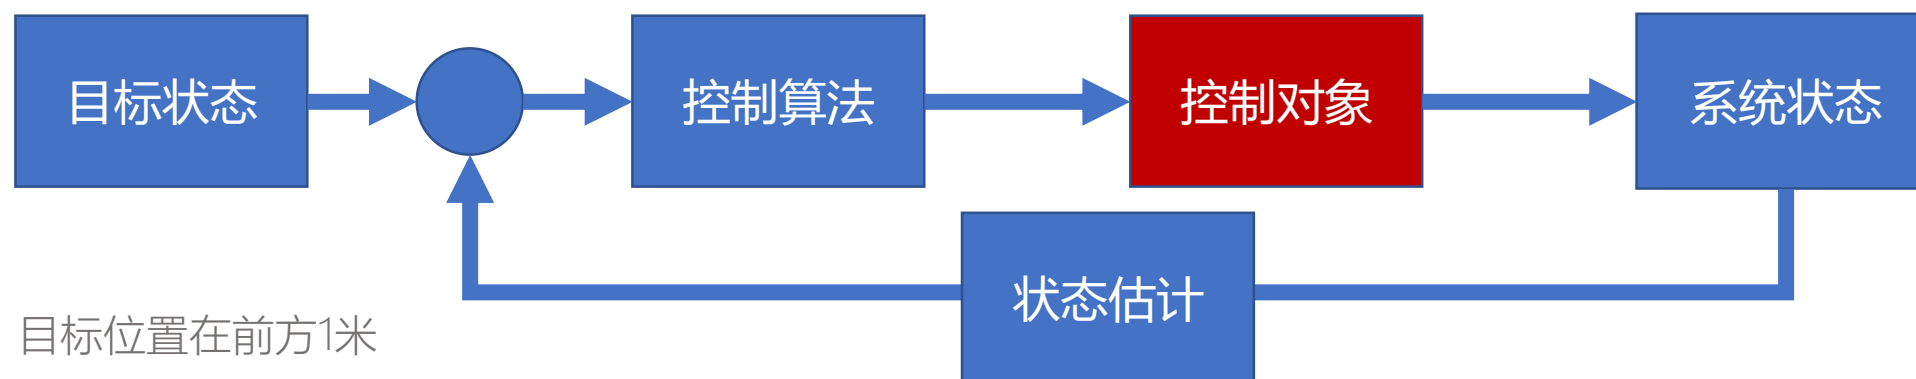 目标状态
控制算法
控制对象
系统状态
状态估计
目标位置在前方1米